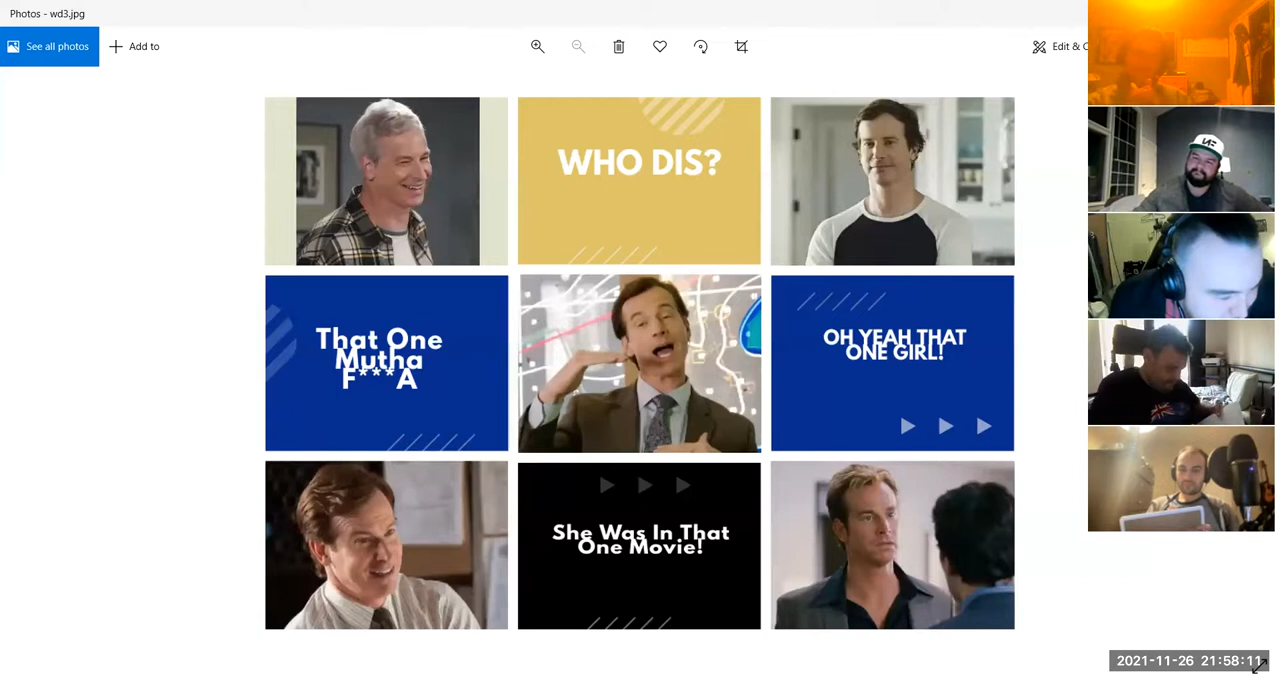 Photos - wd3.jpg
See all photos
Add to
Edit & C
WHO DIS?
That One
Mutha
F***A
OH YEAH THAT
ONE GIRL!
She Was In That
One Movie!
2021-11-26 21:58:11